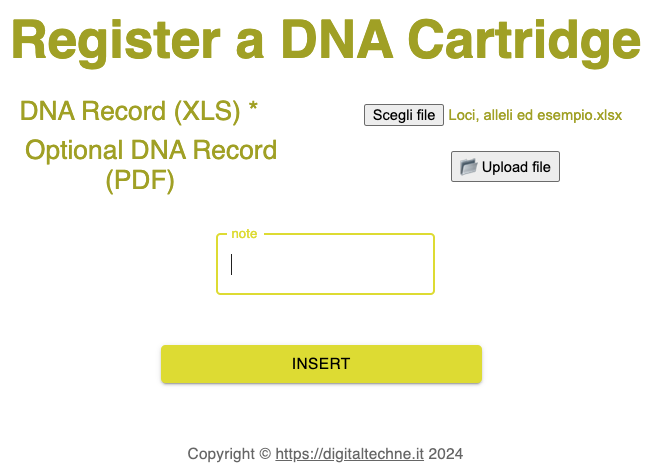 Register a DNA Cartridge
DNA Record (XLS) *
Scegli file Loci, alleli ed esempio.xlsx
Optional DNA Record
(PDF)
Upload file
note
INSERT
Copyright © https://digitaltechne.it 2024